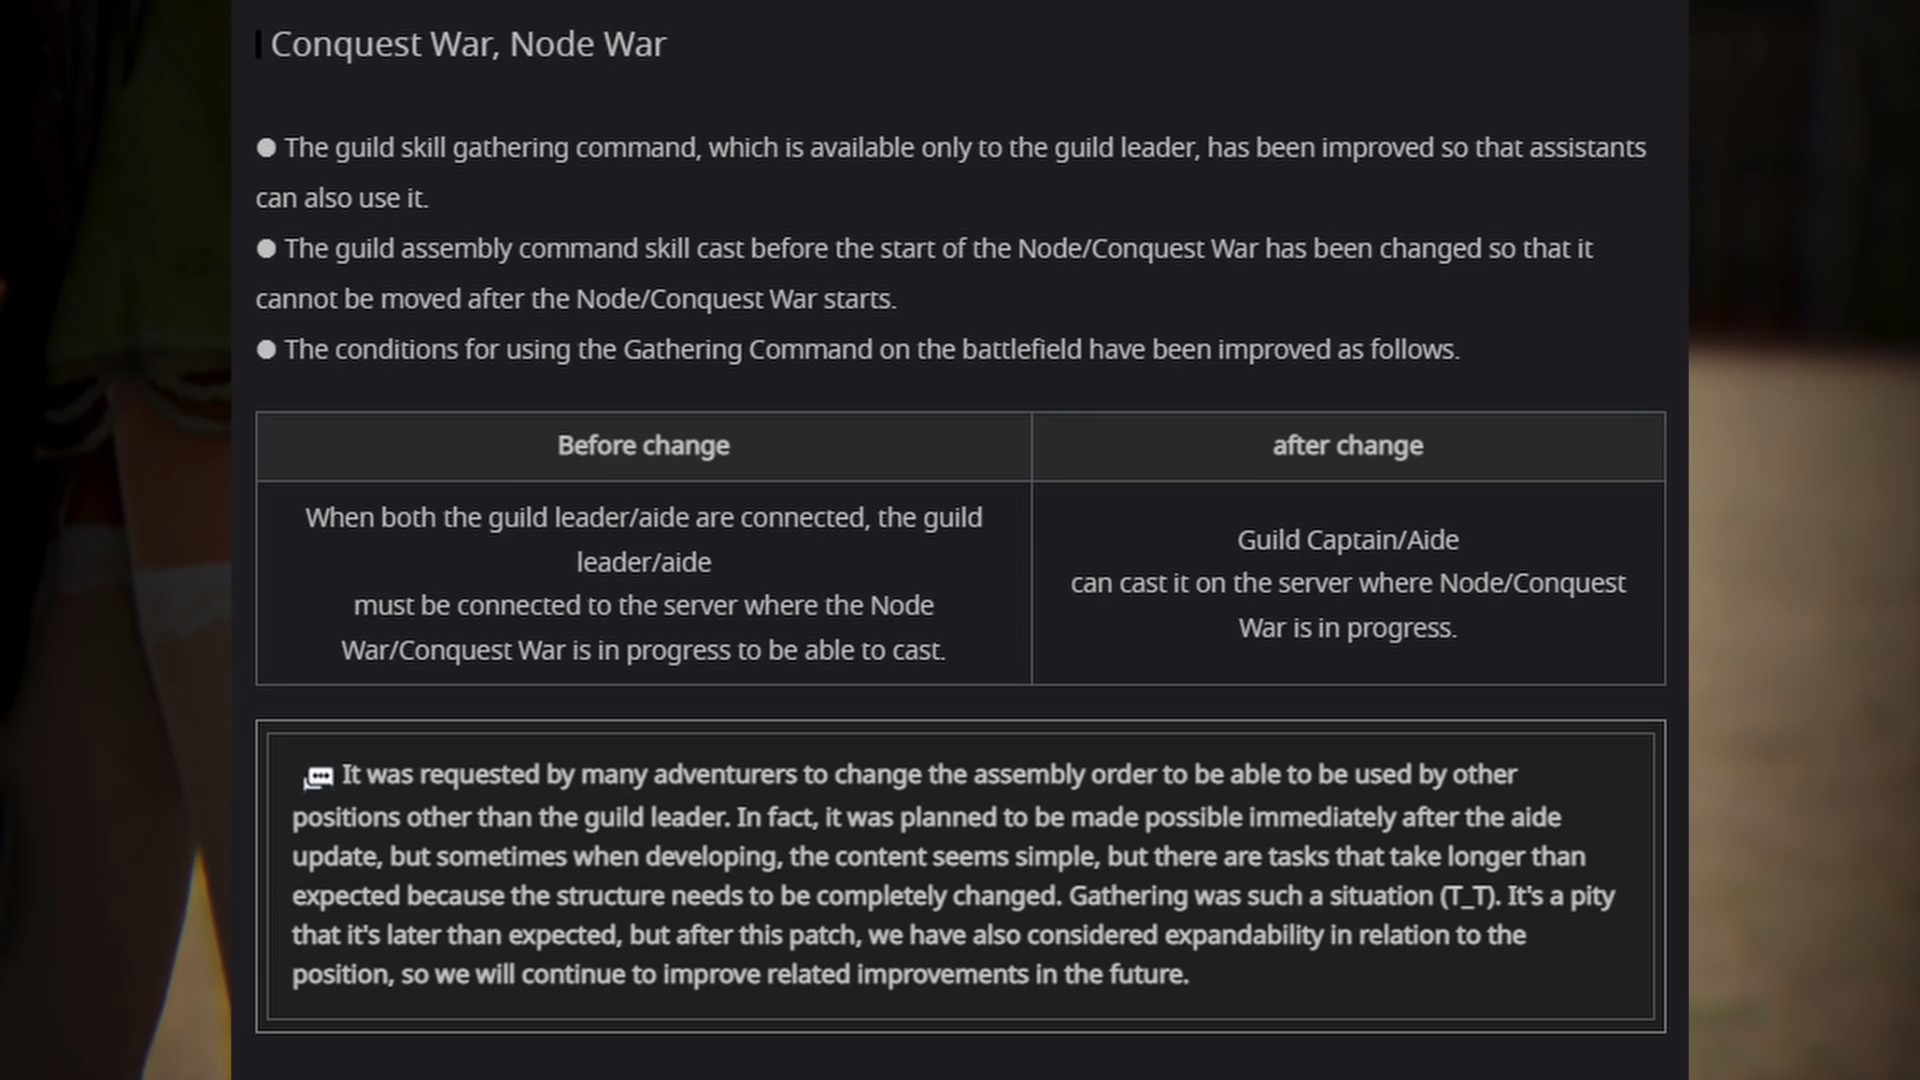 Conquest War, Node War
● The guild skill gathering command, which is available only to the guild leader, has been improved so that assistants
can also use it.
● The guild assembly command skill cast before the start of the Node/Conquest War has been changed so that it
cannot be moved after the Node/Conquest War starts.
● The conditions for using the Gathering Command on the battlefield have been improved as follows.
Before change
after change
When both the guild leader/aide are connected, the guild
leader/aide
must be connected to the server where the Node
War/Conquest War is in progress to be able to cast.
Guild Captain/Aide
can cast it on the server where Node/Conquest
War is in progress.
It was requested by many adventurers to change the assembly order to be able to be used by other
positions other than the guild leader. In fact, it was planned to be made possible immediately after the aide
update, but sometimes when developing, the content seems simple, but there are tasks that take longer than
expected because the structure needs to be completely changed. Gathering was such a situation (T_T). It's a pity
that it's later than expected, but after this patch, we have also considered expandability in relation to the
position, so we will continue to improve related improvements in the future.